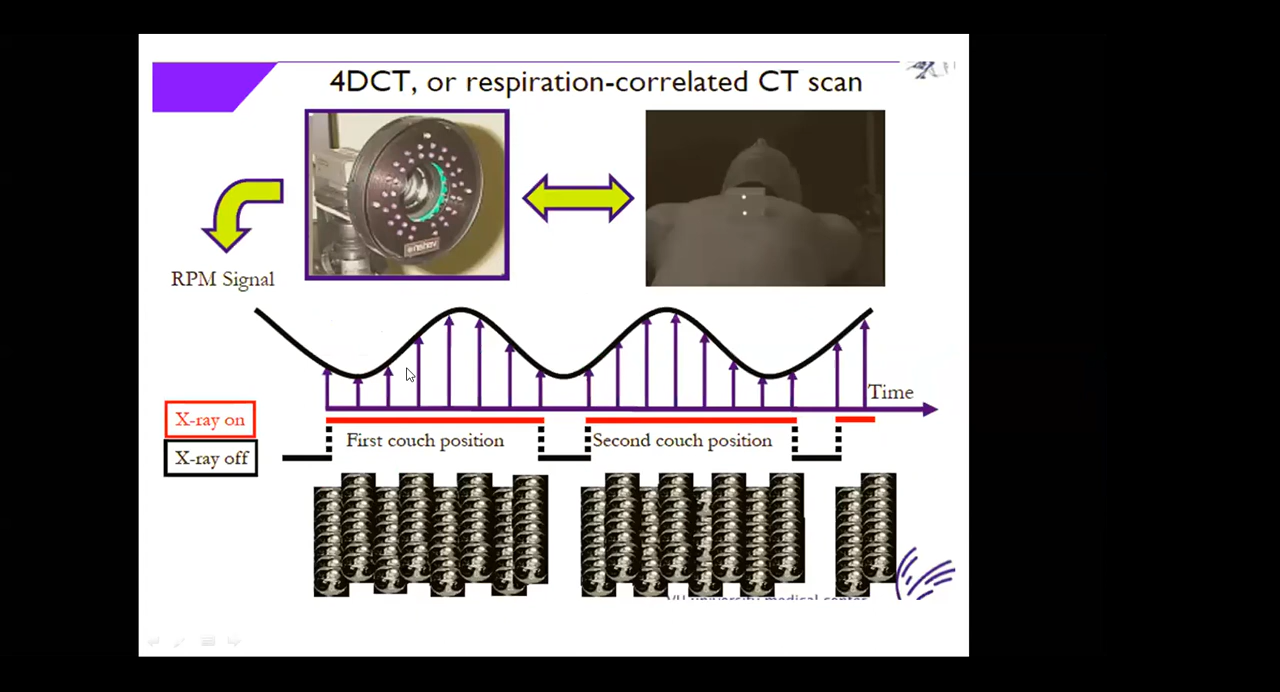 4DCT, or respiration-correlated CT scan
RPM Signal
Time
X-ray on
First couch position
Second couch position
X-ray off
VU university medical center